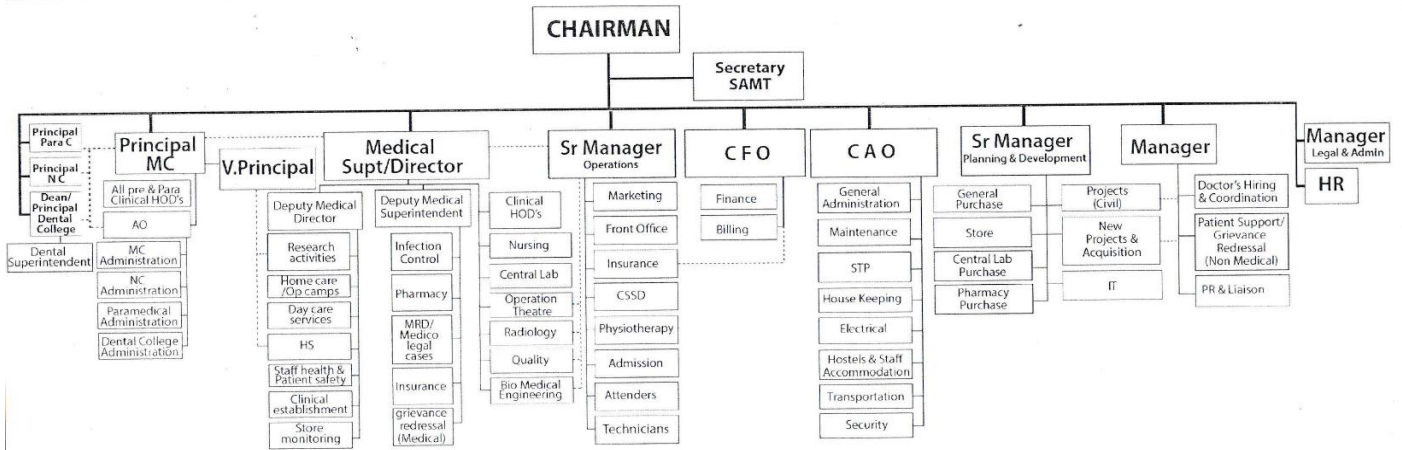 CHAIRMAN
Secretary
SAMT
Principal
Para C
Principal
N C
Dean/
Principal
Dental
College
Dental
Superintendent
Principal
MC
All pre & Para
Clinical HOD's
AO
MC
Administration
NC
Administration
Paramedical
Administration
Dental College
Administration
V.Principal
Medical
Supt/Director
Deputy Medical
Director
Research
activities
Home care
/Op camps
Day care
services
HS
Staff health &
Patient safety
Clinical
establishment
Store
monitoring
Deputy Medical
Superintendent
Infection
Control
Pharmacy
MRD/
Medico
legal
cases
Insurance
grievance
redressal
(Medical)
Clinical
HOD's
Nursing
Central Lab
Operation
Theatre
Radiology
Quality
Bio Medical
Engineering
Sr Manager
Operations
Marketing
Front Office
Insurance
CSSD
Physiotherapy
Admission
Attenders
Technicians
C F O
Finance
Billing
C A O
General
Administration
Maintenance
STP
House Keeping
Electrical
Hostels & Staff
Accommodation
Transportation
Security
Sr Manager
Planning & Development
General
Purchase
Store
Central Lab
Purchase
Pharmacy
Purchase
Projects
(Civil)
New
Projects &
Acquisition
IT
Manager
Doctor's Hiring
& Coordination
Patient Support/
Grievance
Redressal
(Non Medical)
PR & Liaison
Manager
Legal & Admin
HR